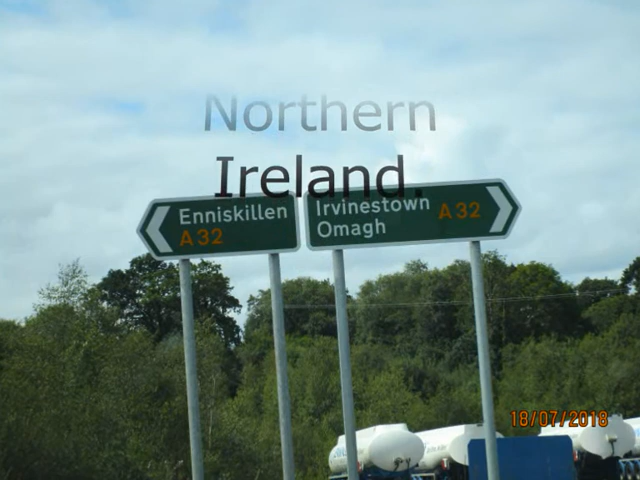 Northern
Ireland.
Enniskillen
A32
Irvinestown A32
Omagh
18/07/2018